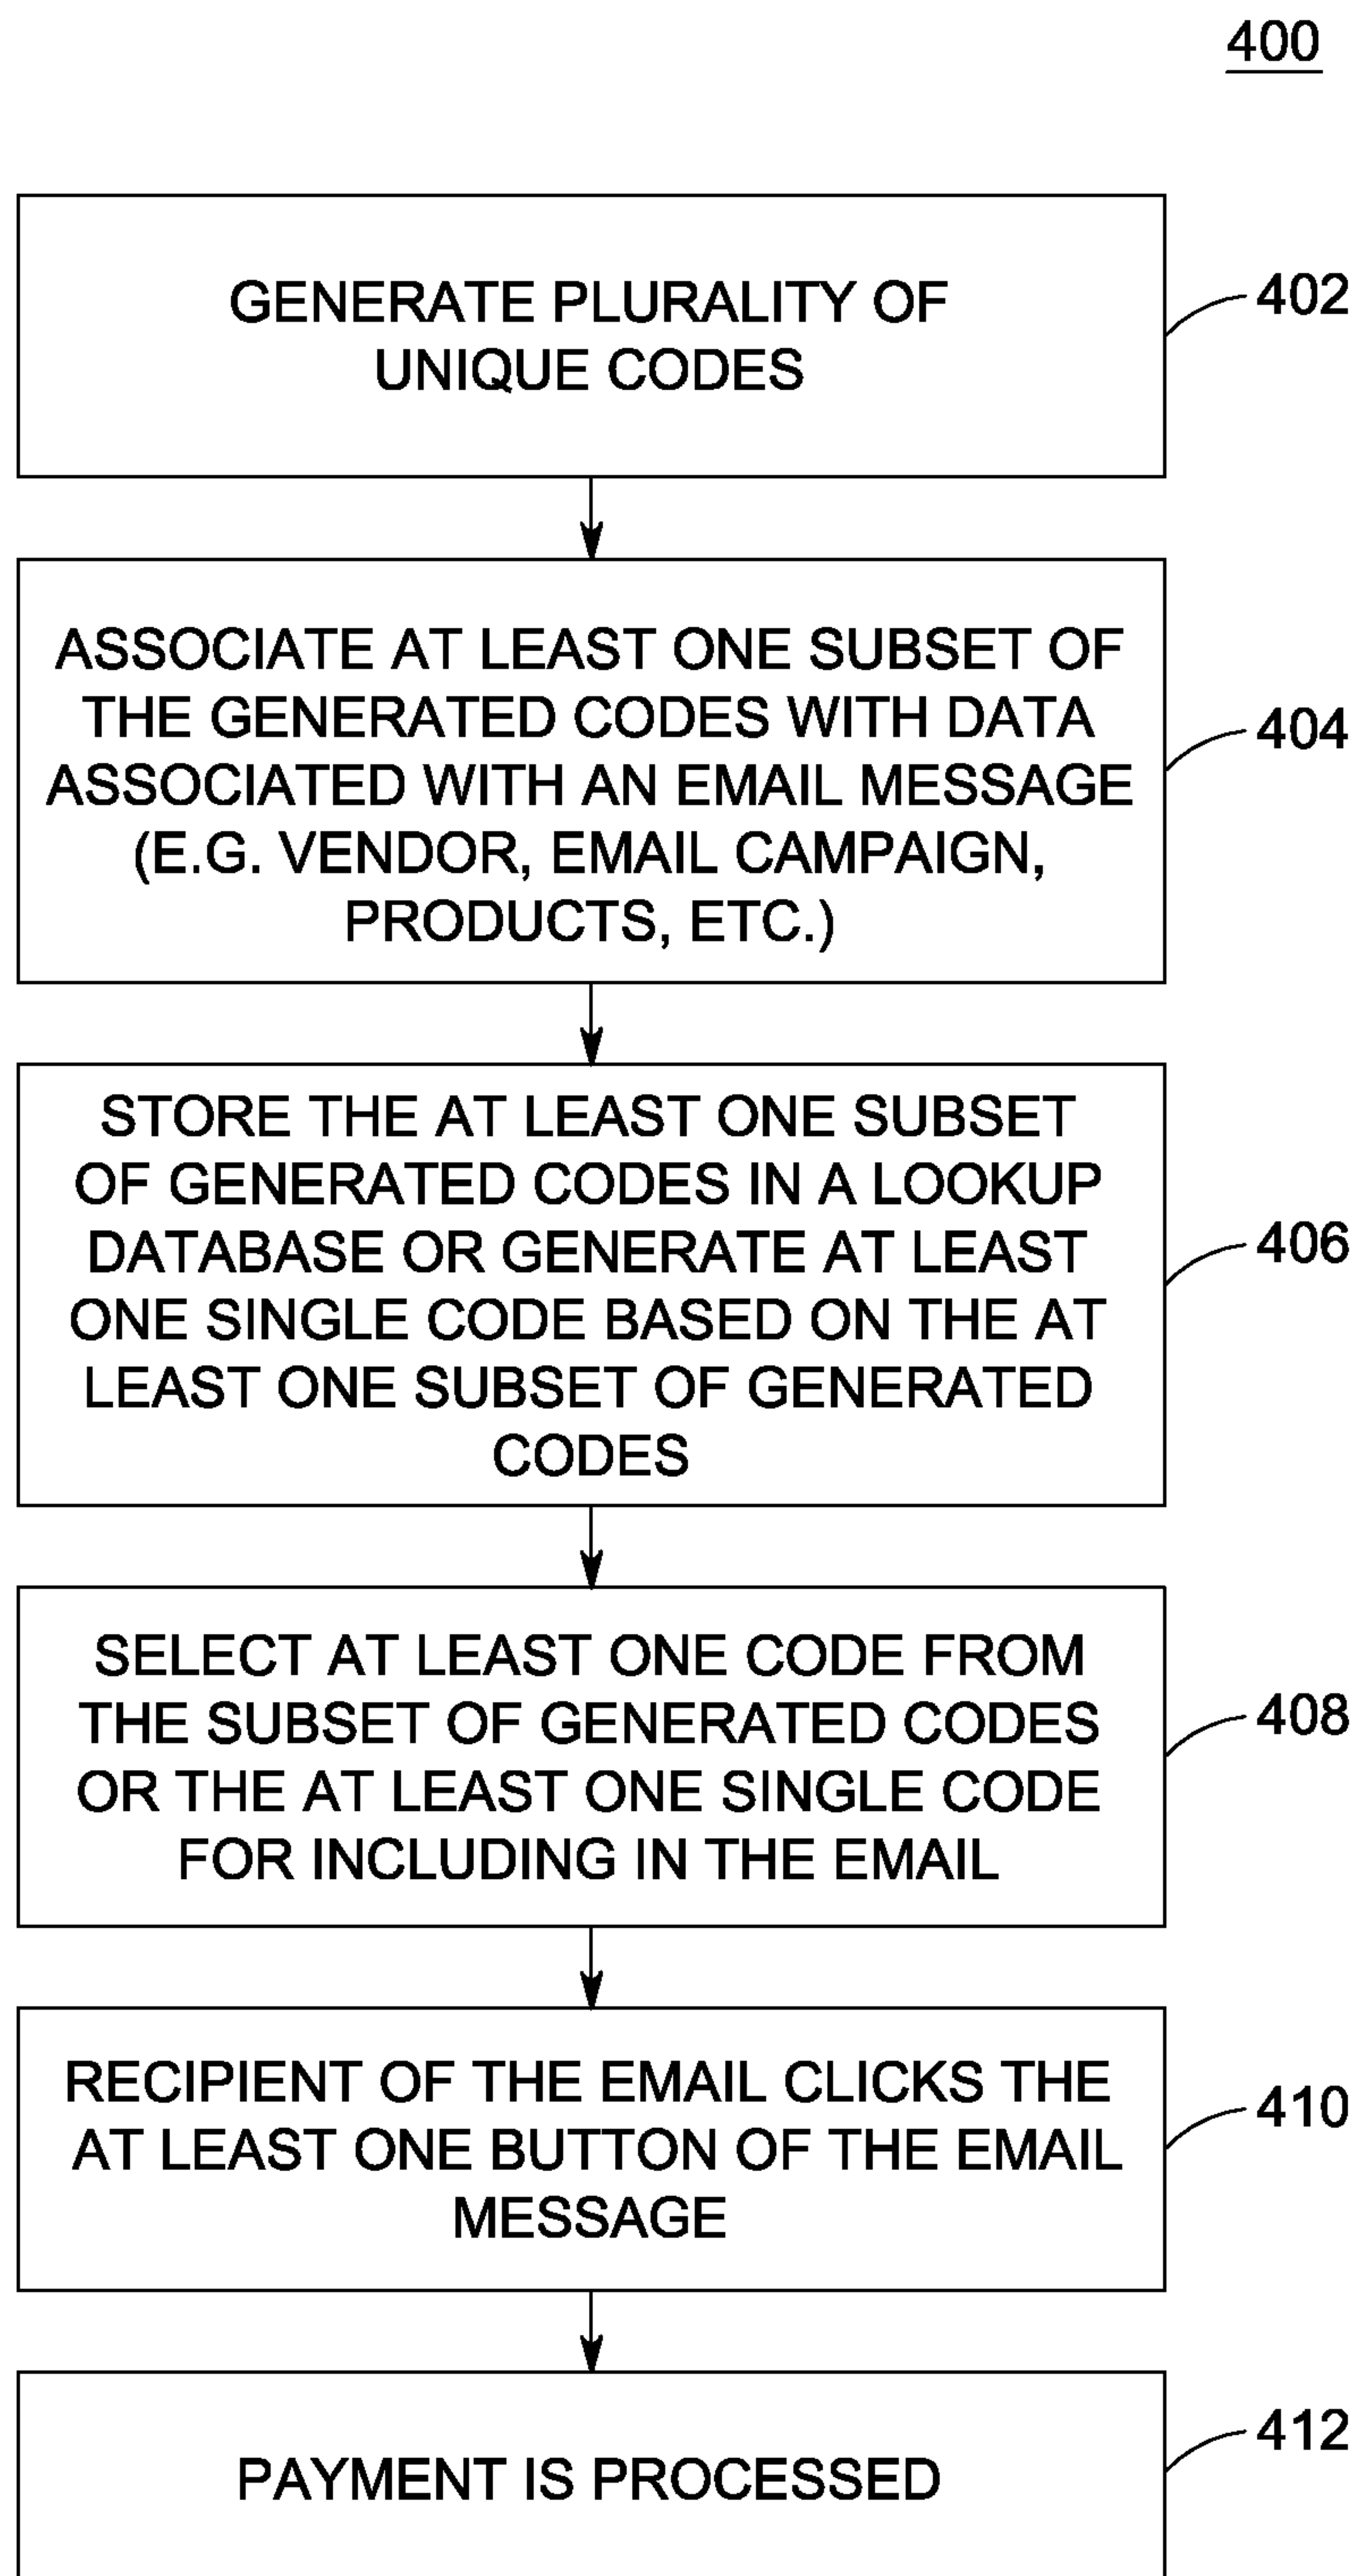 400
GENERATE PLURALITY OF
UNIQUE CODES
402
ASSOCIATE AT LEAST ONE SUBSET OF
THE GENERATED CODES WITH DATA
ASSOCIATED WITH AN EMAIL MESSAGE
(E.G. VENDOR, EMAIL CAMPAIGN,
PRODUCTS, ETC.)
404
STORE THE AT LEAST ONE SUBSET
OF GENERATED CODES IN A LOOKUP
DATABASE OR GENERATE AT LEAST
ONE SINGLE CODE BASED ON THE AT
LEAST ONE SUBSET OF GENERATED
CODES
406
SELECT AT LEAST ONE CODE FROM
THE SUBSET OF GENERATED CODES
OR THE AT LEAST ONE SINGLE CODE
FOR INCLUDING IN THE EMAIL
408
RECIPIENT OF THE EMAIL CLICKS THE
AT LEAST ONE BUTTON OF THE EMAIL
MESSAGE
410
PAYMENT IS PROCESSED
412